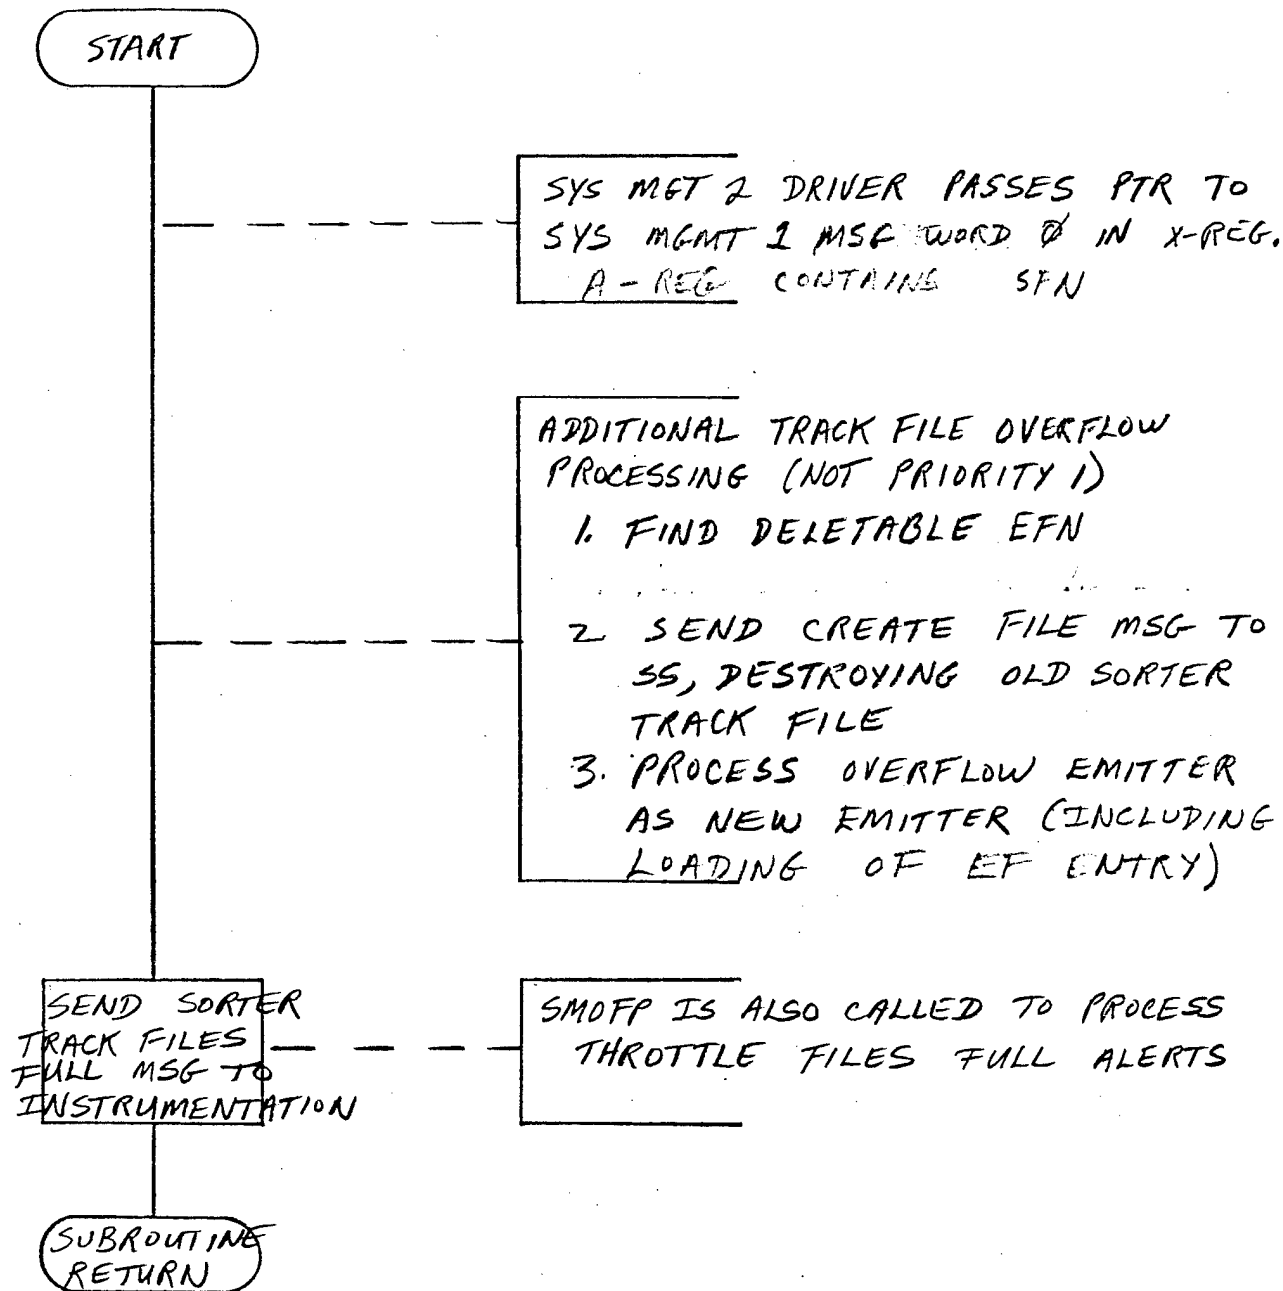 START
SYS MGT 2 DRIVER PASSES PTR TO
SYS MGMT 1 MSG WORD Ø IN X-REG.
A-REG CONTAINS SFN
ADDITIONAL TRACK FILE OVERFLOW
PROCESSING (NOT PRIORITY 1)
1. FIND DELETABLE EFN
2 SEND CREATE FILE MSG TO
SS, DESTROYING OLD SORTER
TRACK FILE
3. PROCESS OVERFLOW EMITTER
AS NEW EMITTER (INCLUDING
LOADING OF EF ENTRY)
SEND SORTER
TRACK FILES
FULL MSG TO
INSTRUMENTATION
SMOFP IS ALSO CALLED TO PROCESS
THROTTLE FILES FULL ALERTS
SUBROUTINE
RETURN